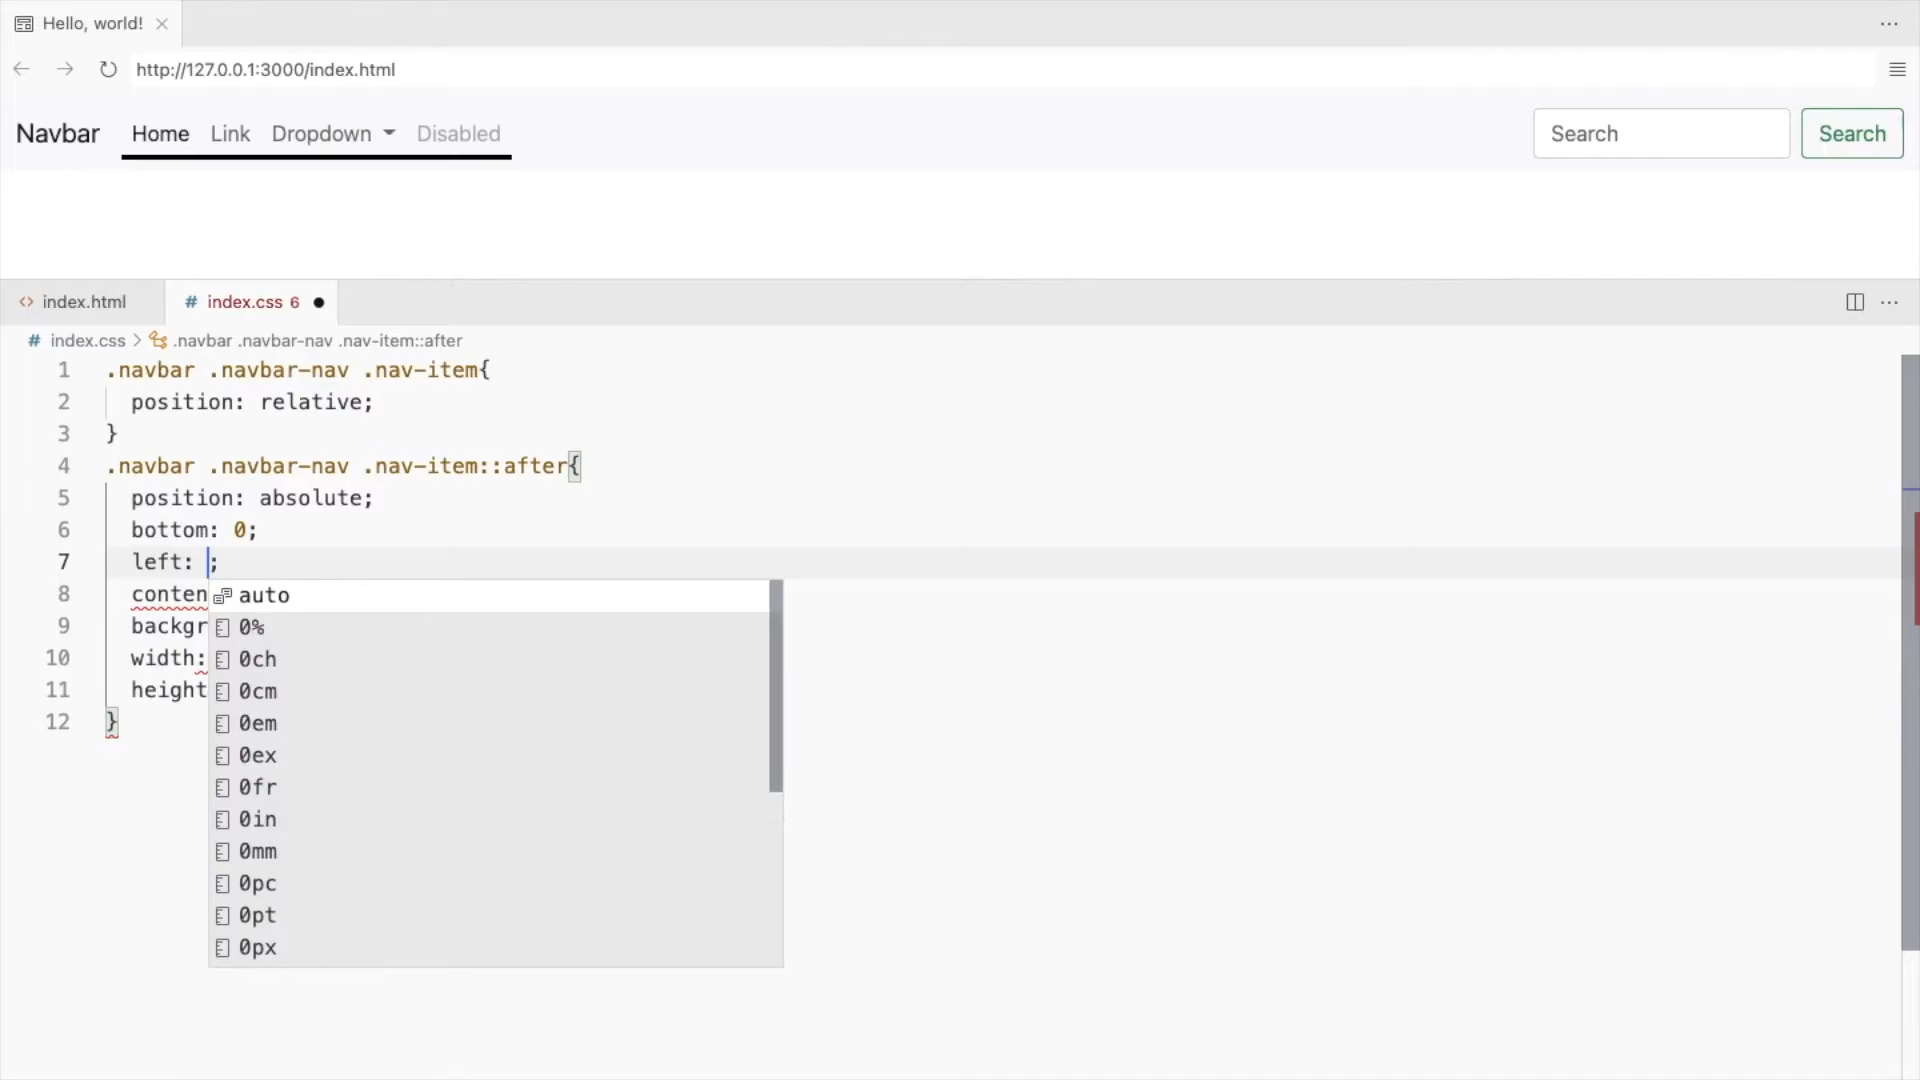 Hello, world!
http://127.0.0.1:3000/index.html
Navbar Home Link Dropdown Disabled Search Search
index.html # index.css 6
# index.css > .navbar .navbar-nav .nav-item::after
1 .navbar .navbar-nav .nav-item{
2 position: relative;
3 }
4 .navbar .navbar-nav .nav-item::after{
5 position: absolute;
6 bottom: 0;
7 left: ;
8 conten auto
9 backgr 0%
10 width: 0ch
11 height 0cm
12 } 0em
0ex
0fr
0in
0mm
0pc
0pt
0px